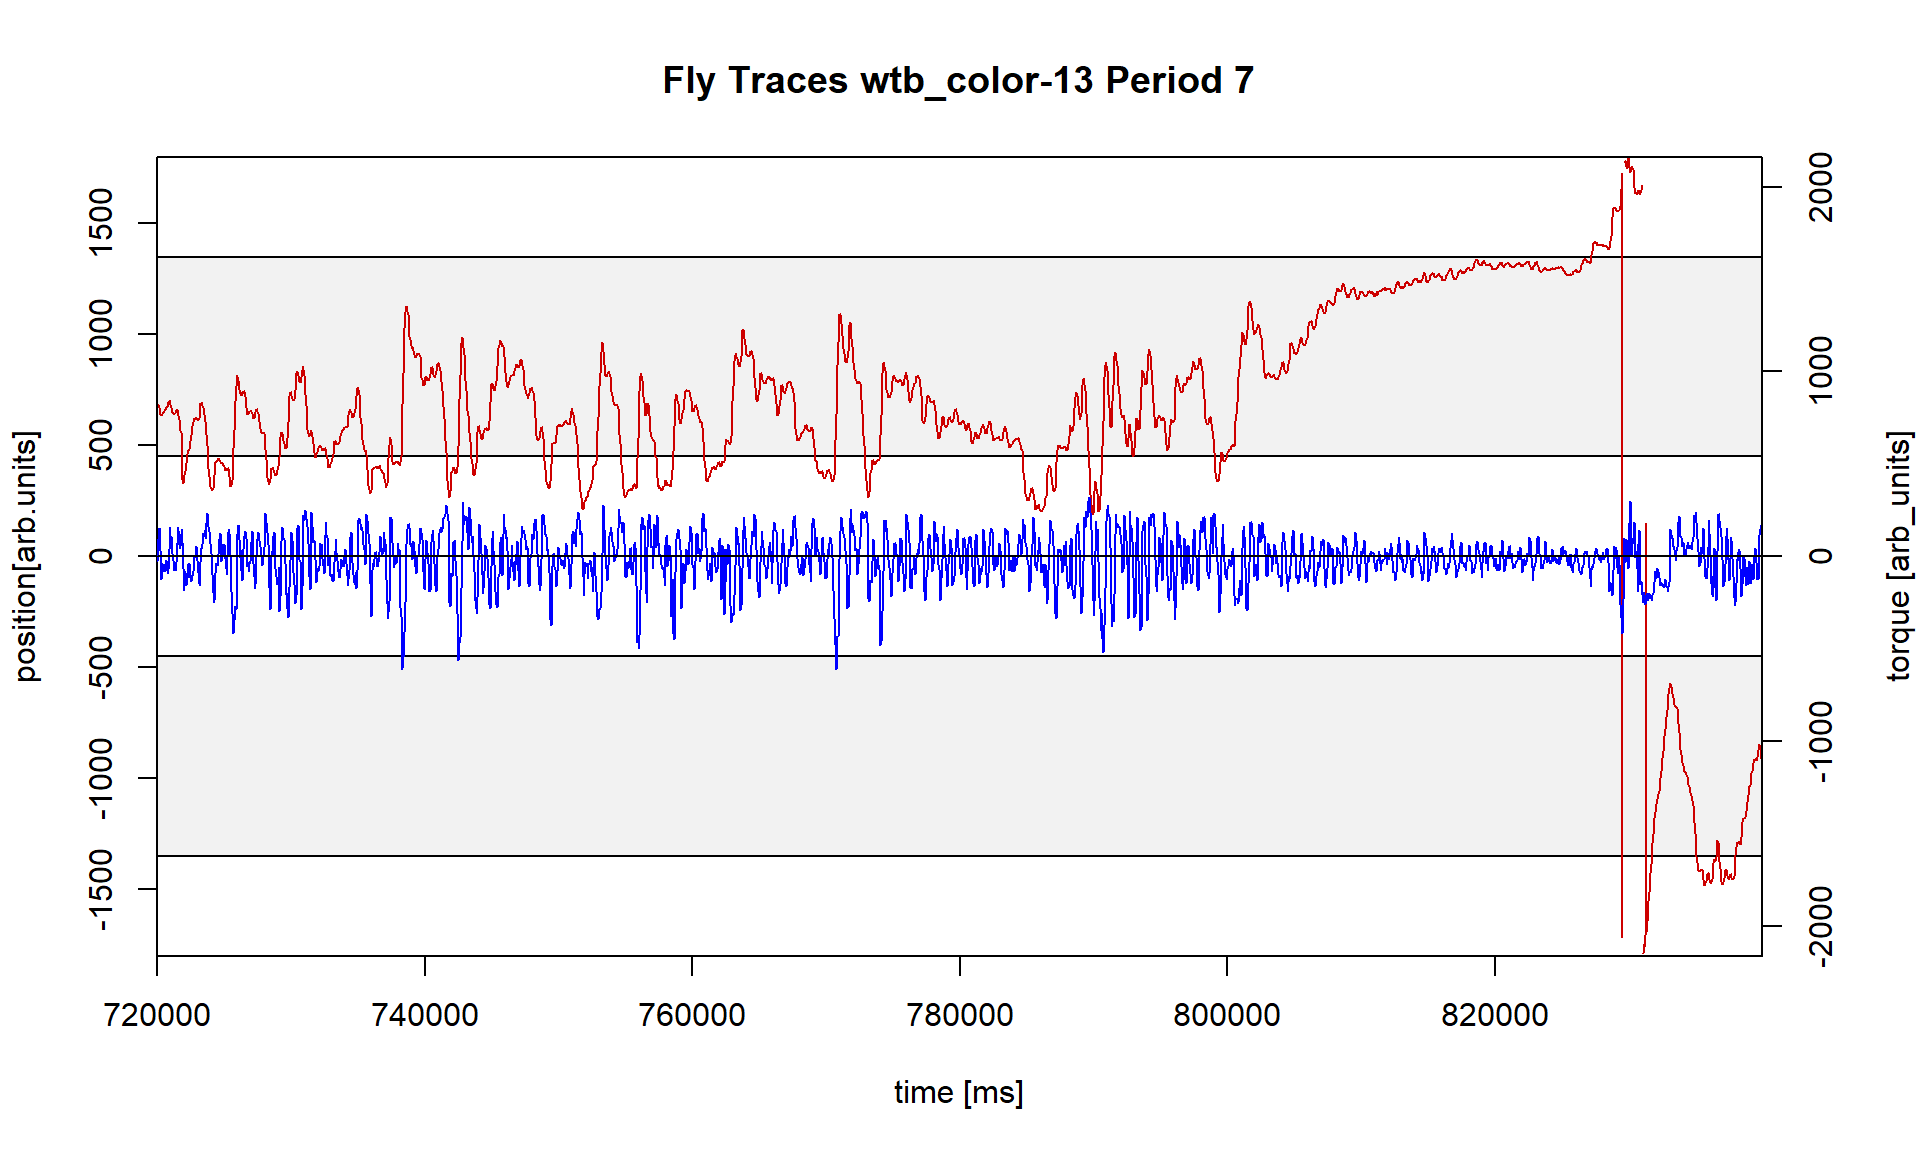 Fly Traces wtb_color-13 Period 7
position[arb.units]
1500
1000
500
0
-500
-1000
-1500
torque [arb_units]
2000
1000
0
-1000
-2000
720000 740000 760000 780000 800000 820000
time [ms]